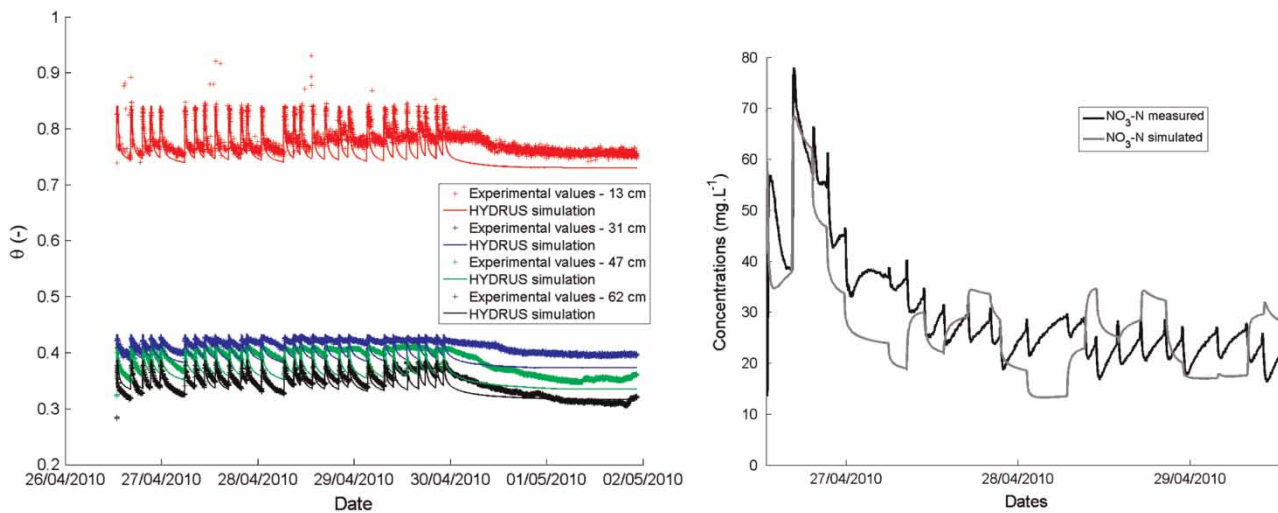 1
0.9
0.8
0.7
0.6
0.5
0.4
0.3
0.2
θ (-)
26/04/2010 27/04/2010 28/04/2010 29/04/2010 30/04/2010 01/05/2010 02/05/2010
Date
Experimental values - 13 cm
HYDRUS simulation
Experimental values - 31 cm
HYDRUS simulation
Experimental values - 47 cm
HYDRUS simulation
Experimental values - 62 cm
HYDRUS simulation
80
70
60
50
40
30
20
10
0
Concentrations (mg.L⁻¹)
27/04/2010 28/04/2010 29/04/2010
Dates
NO₃-N measured
NO₃-N simulated